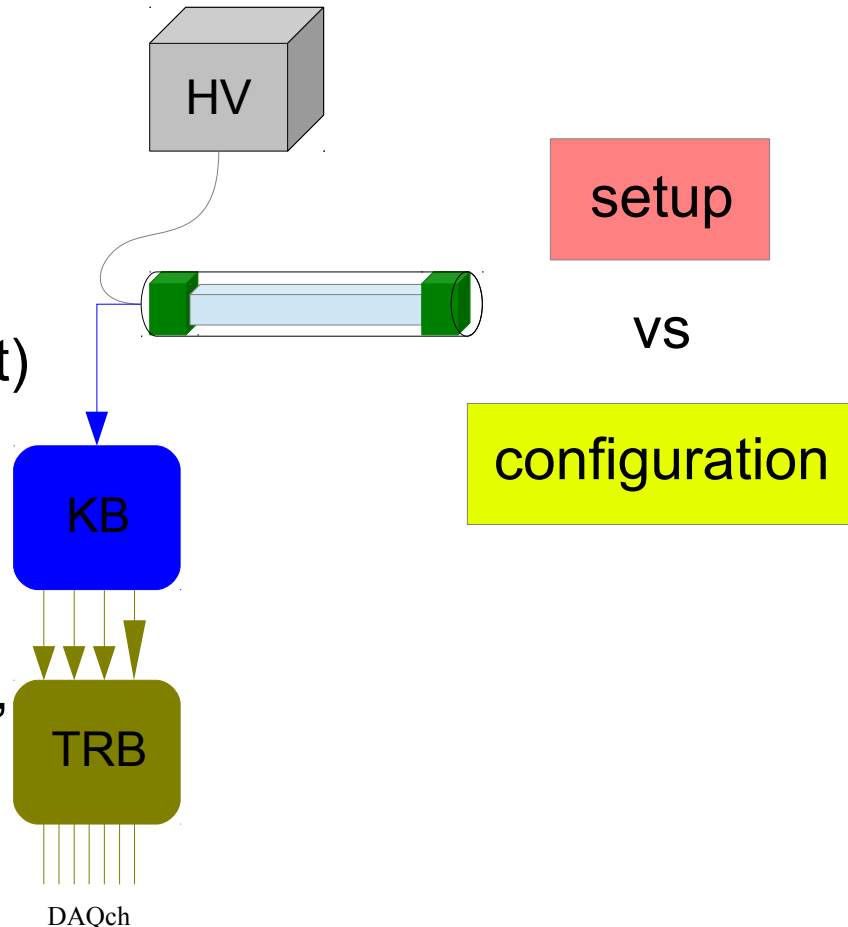 HV
setup
t)
vs
configuration
KB
,
TRB
DAQch